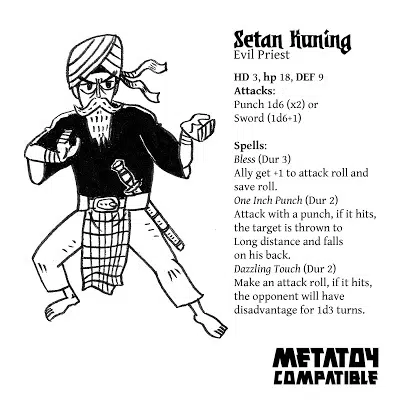 Setan Kuning
Evil Priest
HD 3, hp 18, DEF 9
Attacks:
Punch 1d6 (x2) or
Sword (1d6+1)
Spells:
Bless (Dur 3)
Ally get +1 to attack roll and
save roll.
One Inch Punch (Dur 2)
Attack with a punch, if it hits,
the target is thrown to
Long distance and falls
on his back.
Dazzling Touch (Dur 2)
Make an attack roll, if it hits,
the opponent will have
disadvantage for 1d3 turns.
METATOY
COMPATIBLE